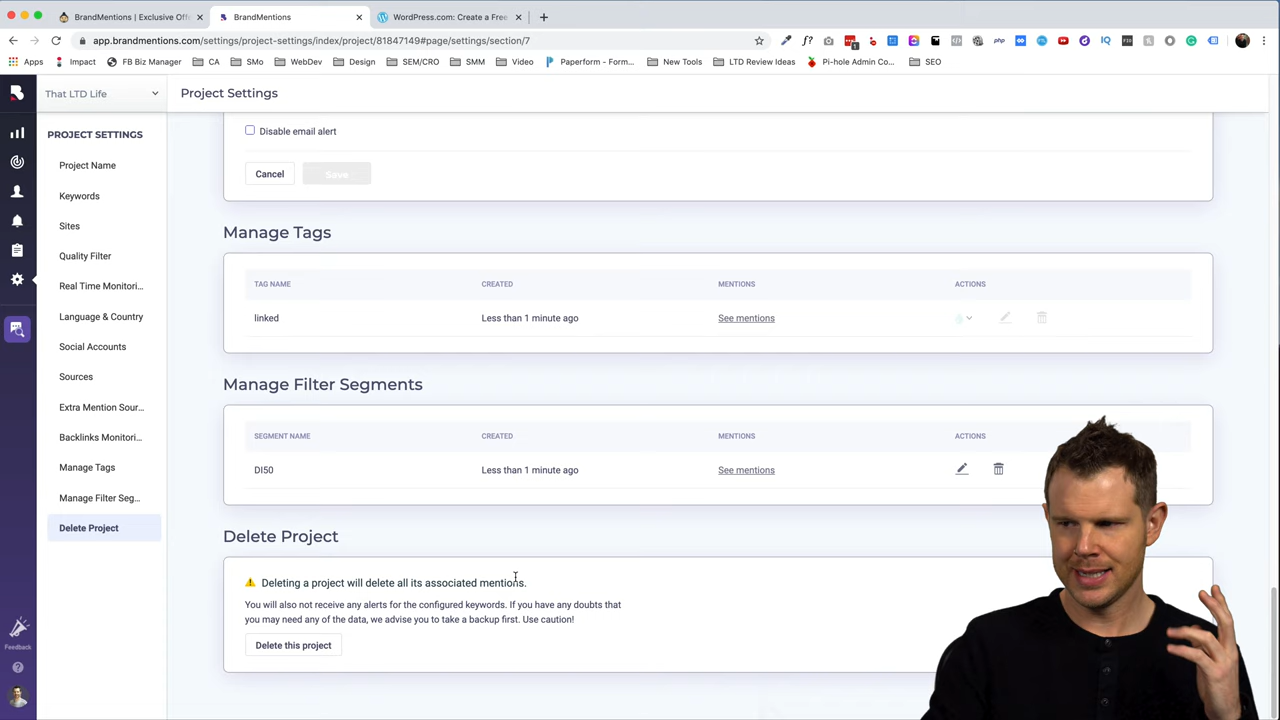 BrandMentions | Exclusive Off
BrandMentions
WordPress.com: Create a Free
app.brandmentions.com/settings/project-settings/index/project/81847149#page/settings/section/7
Apps
Impact
FB Biz Manager
CA
SMo
WebDev
Design
SEM/CRO
SMM
Video
Paperform - Form...
New Tools
LTD Review Ideas
Pi-hole Admin Co...
SEO
That LTD Life
Project Settings
PROJECT SETTINGS
Project Name
Keywords
Sites
Quality Filter
Real Time Monitori...
Language & Country
Social Accounts
Sources
Extra Mention Sour...
Backlinks Monitori...
Manage Tags
Manage Filter Seg...
Delete Project
Feedback
Disable email alert
Cancel
Save
Manage Tags
TAG NAME CREATED MENTIONS ACTIONS
linked Less than 1 minute ago See mentions
Manage Filter Segments
SEGMENT NAME CREATED MENTIONS ACTIONS
DI50 Less than 1 minute ago See mentions
Delete Project
Deleting a project will delete all its associated mentions.
You will also not receive any alerts for the configured keywords. If you have any doubts that
you may need any of the data, we advise you to take a backup first. Use caution!
Delete this project